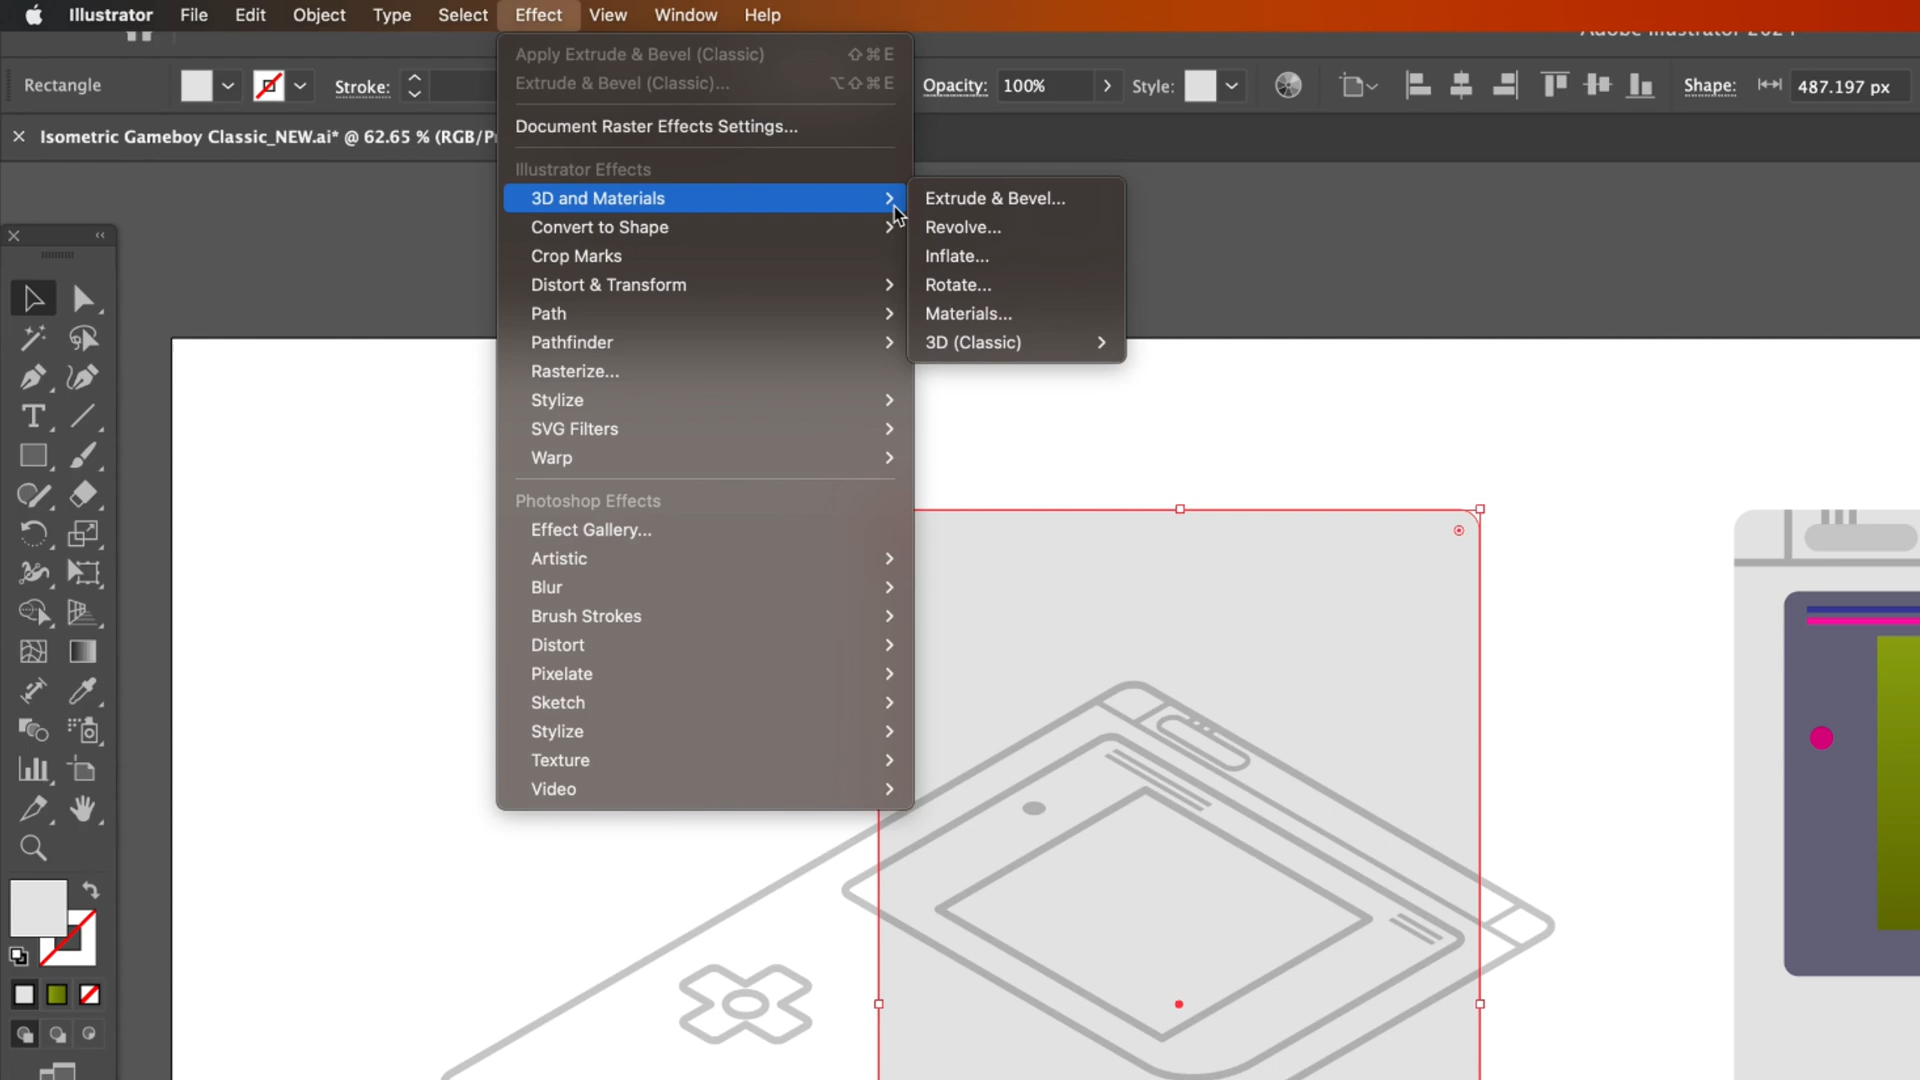 Illustrator File Edit Object Type Select Effect View Window Help
Rectangle
Stroke:
Opacity: 100%
Style:
Shape:
487.197 px
Isometric Gameboy Classic_NEW.ai* @ 62.65 % (RGB/P
Apply Extrude & Bevel (Classic) ⇧⌘E
Extrude & Bevel (Classic)... ⌥⇧⌘E
Document Raster Effects Settings...
Illustrator Effects
3D and Materials
Convert to Shape
Crop Marks
Distort & Transform
Path
Pathfinder
Rasterize...
Stylize
SVG Filters
Warp
Photoshop Effects
Effect Gallery...
Artistic
Blur
Brush Strokes
Distort
Pixelate
Sketch
Stylize
Texture
Video
Extrude & Bevel...
Revolve...
Inflate...
Rotate...
Materials...
3D (Classic)